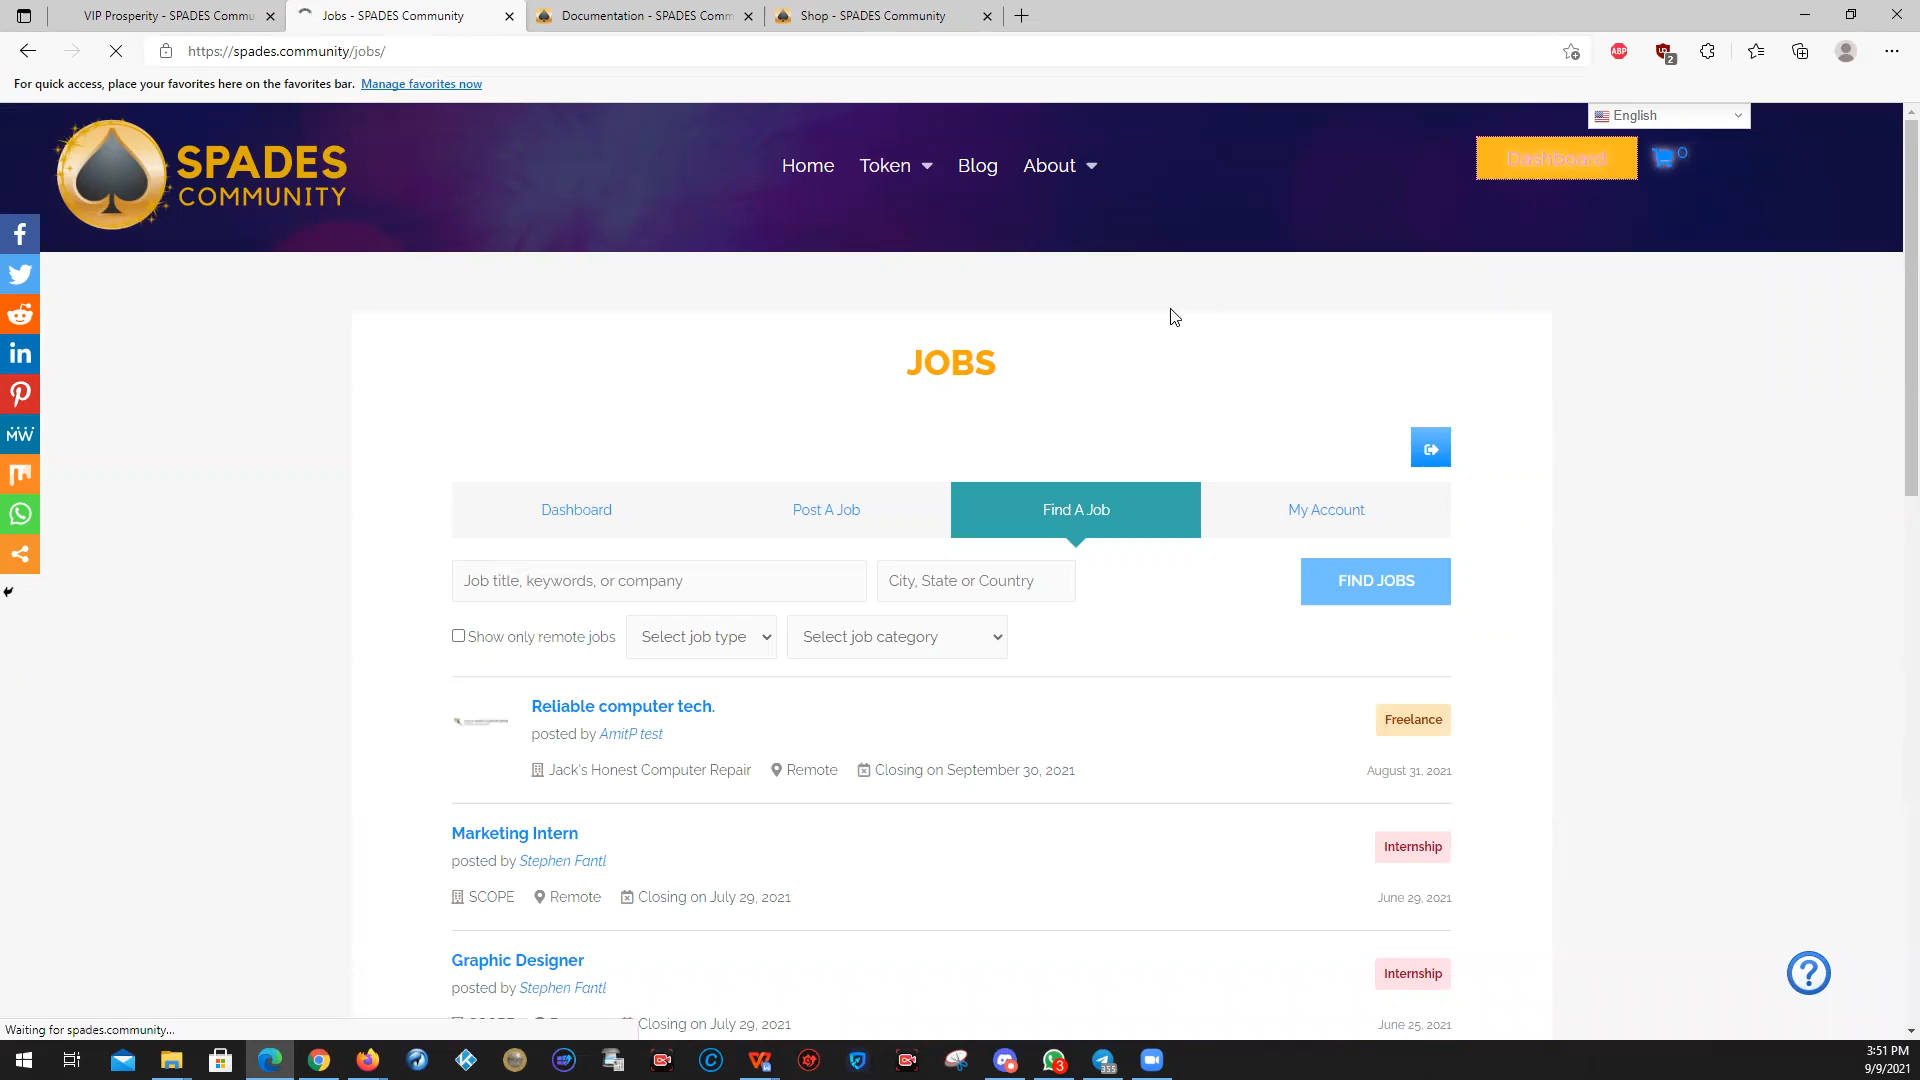 VIP Prosperity - SPADES Commu
Jobs - SPADES Community
Documentation - SPADES Comm
Shop - SPADES Community
https://spades.community/jobs/
ABP
2
For quick access, place your favorites here on the favorites bar. Manage favorites now
English
SPADES
COMMUNITY
Home
Token
Blog
About
Dashboard
0
MW
JOBS
Dashboard
Post A Job
Find A Job
My Account
Job title, keywords, or company
City, State or Country
FIND JOBS
Show only remote jobs
Select job type
Select job category
Reliable computer tech.
posted by AmitP test
Freelance
Jack's Honest Computer Repair
Remote
Closing on September 30, 2021
August 31, 2021
Marketing Intern
posted by Stephen Fantl
Internship
SCOPE
Remote
Closing on July 29, 2021
June 29, 2021
Graphic Designer
posted by Stephen Fantl
Internship
Closing on July 29, 2021
June 25, 2021
Waiting for spades.community...
3
355
3:51 PM
9/9/2021